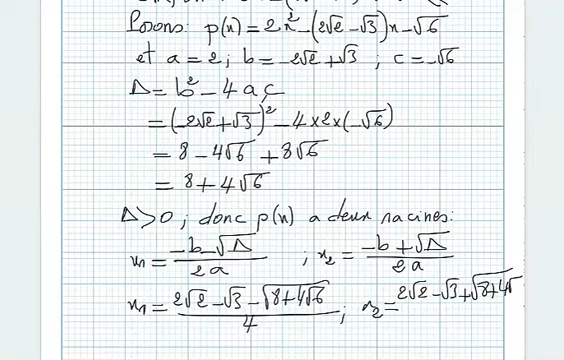 Posons: p(x) = 2x² - (2√2 - √3)x - √6
et a = 2 ; b = -2√2 + √3 ; c = -√6
Δ = b² - 4ac
= (-2√2 + √3)² - 4×2×(-√6)
= 8 - 4√6 + 8√6
= 8 + 4√6
Δ>0 ; donc p(x) a deux racines:
x₁ = (-b - √Δ)/2a ; x₂ = (-b + √Δ)/2a
x₁ = (2√2 - √3 - √(8+4√6))/4 ; x₂ = 2√2 - √3 + √(8+4√